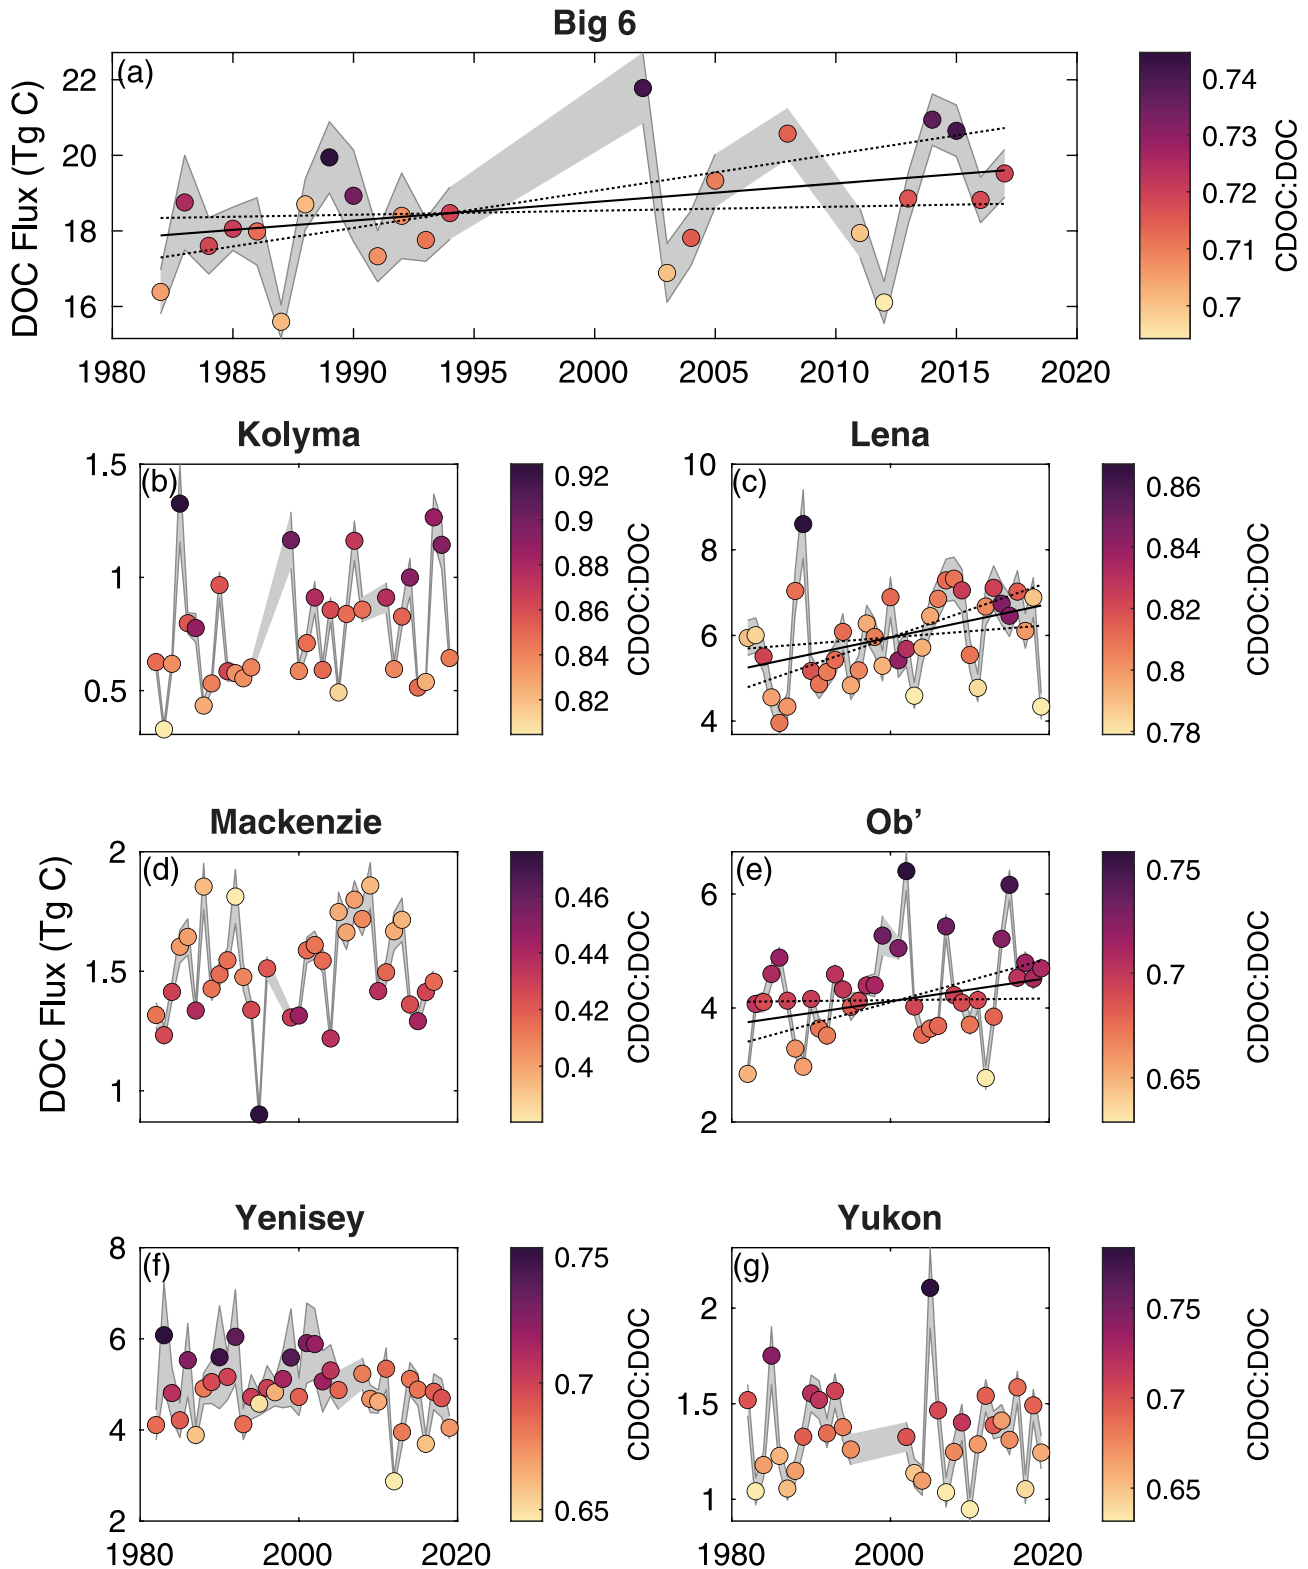 Big 6
(a)
DOC Flux (Tg C)
22
20
18
16
1980 1985 1990 1995 2000 2005 2010 2015 2020
0.74
0.73
0.72
0.71
0.7
CDOC:DOC
Kolyma
(b)
1.5
1
0.5
0.92
0.9
0.88
0.86
0.84
0.82
CDOC:DOC
Lena
(c)
10
8
6
4
0.86
0.84
0.82
0.8
0.78
CDOC:DOC
Mackenzie
(d)
DOC Flux (Tg C)
2
1.5
1
0.46
0.44
0.42
0.4
CDOC:DOC
Ob’
(e)
6
4
2
0.75
0.7
0.65
CDOC:DOC
Yenisey
(f)
8
6
4
2
1980 2000 2020
0.75
0.7
0.65
CDOC:DOC
Yukon
(g)
2
1.5
1
1980 2000 2020
0.75
0.7
0.65
CDOC:DOC